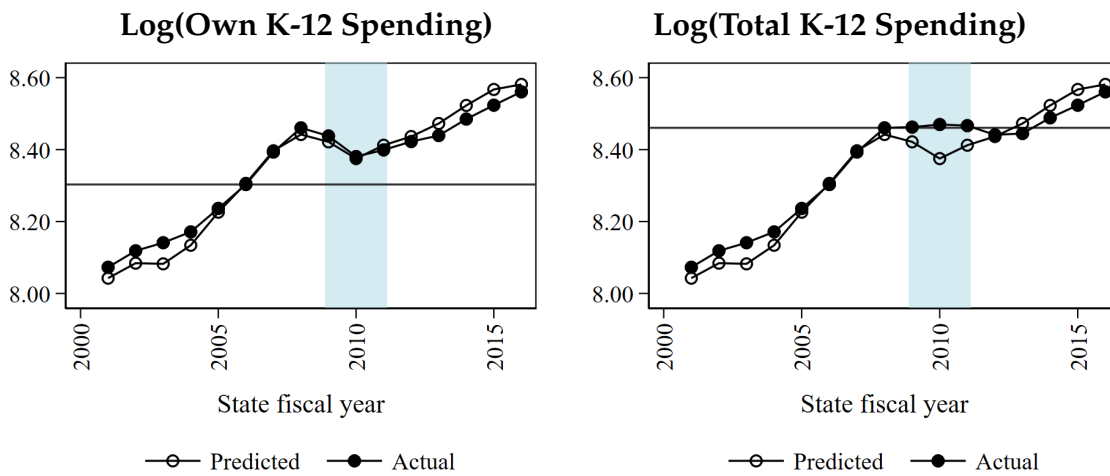 Log(Own K-12 Spending)
8.60
8.40
8.20
8.00
2000
2005
2010
2015
State fiscal year
Predicted
Actual
Log(Total K-12 Spending)
8.60
8.40
8.20
8.00
2000
2005
2010
2015
State fiscal year
Predicted
Actual